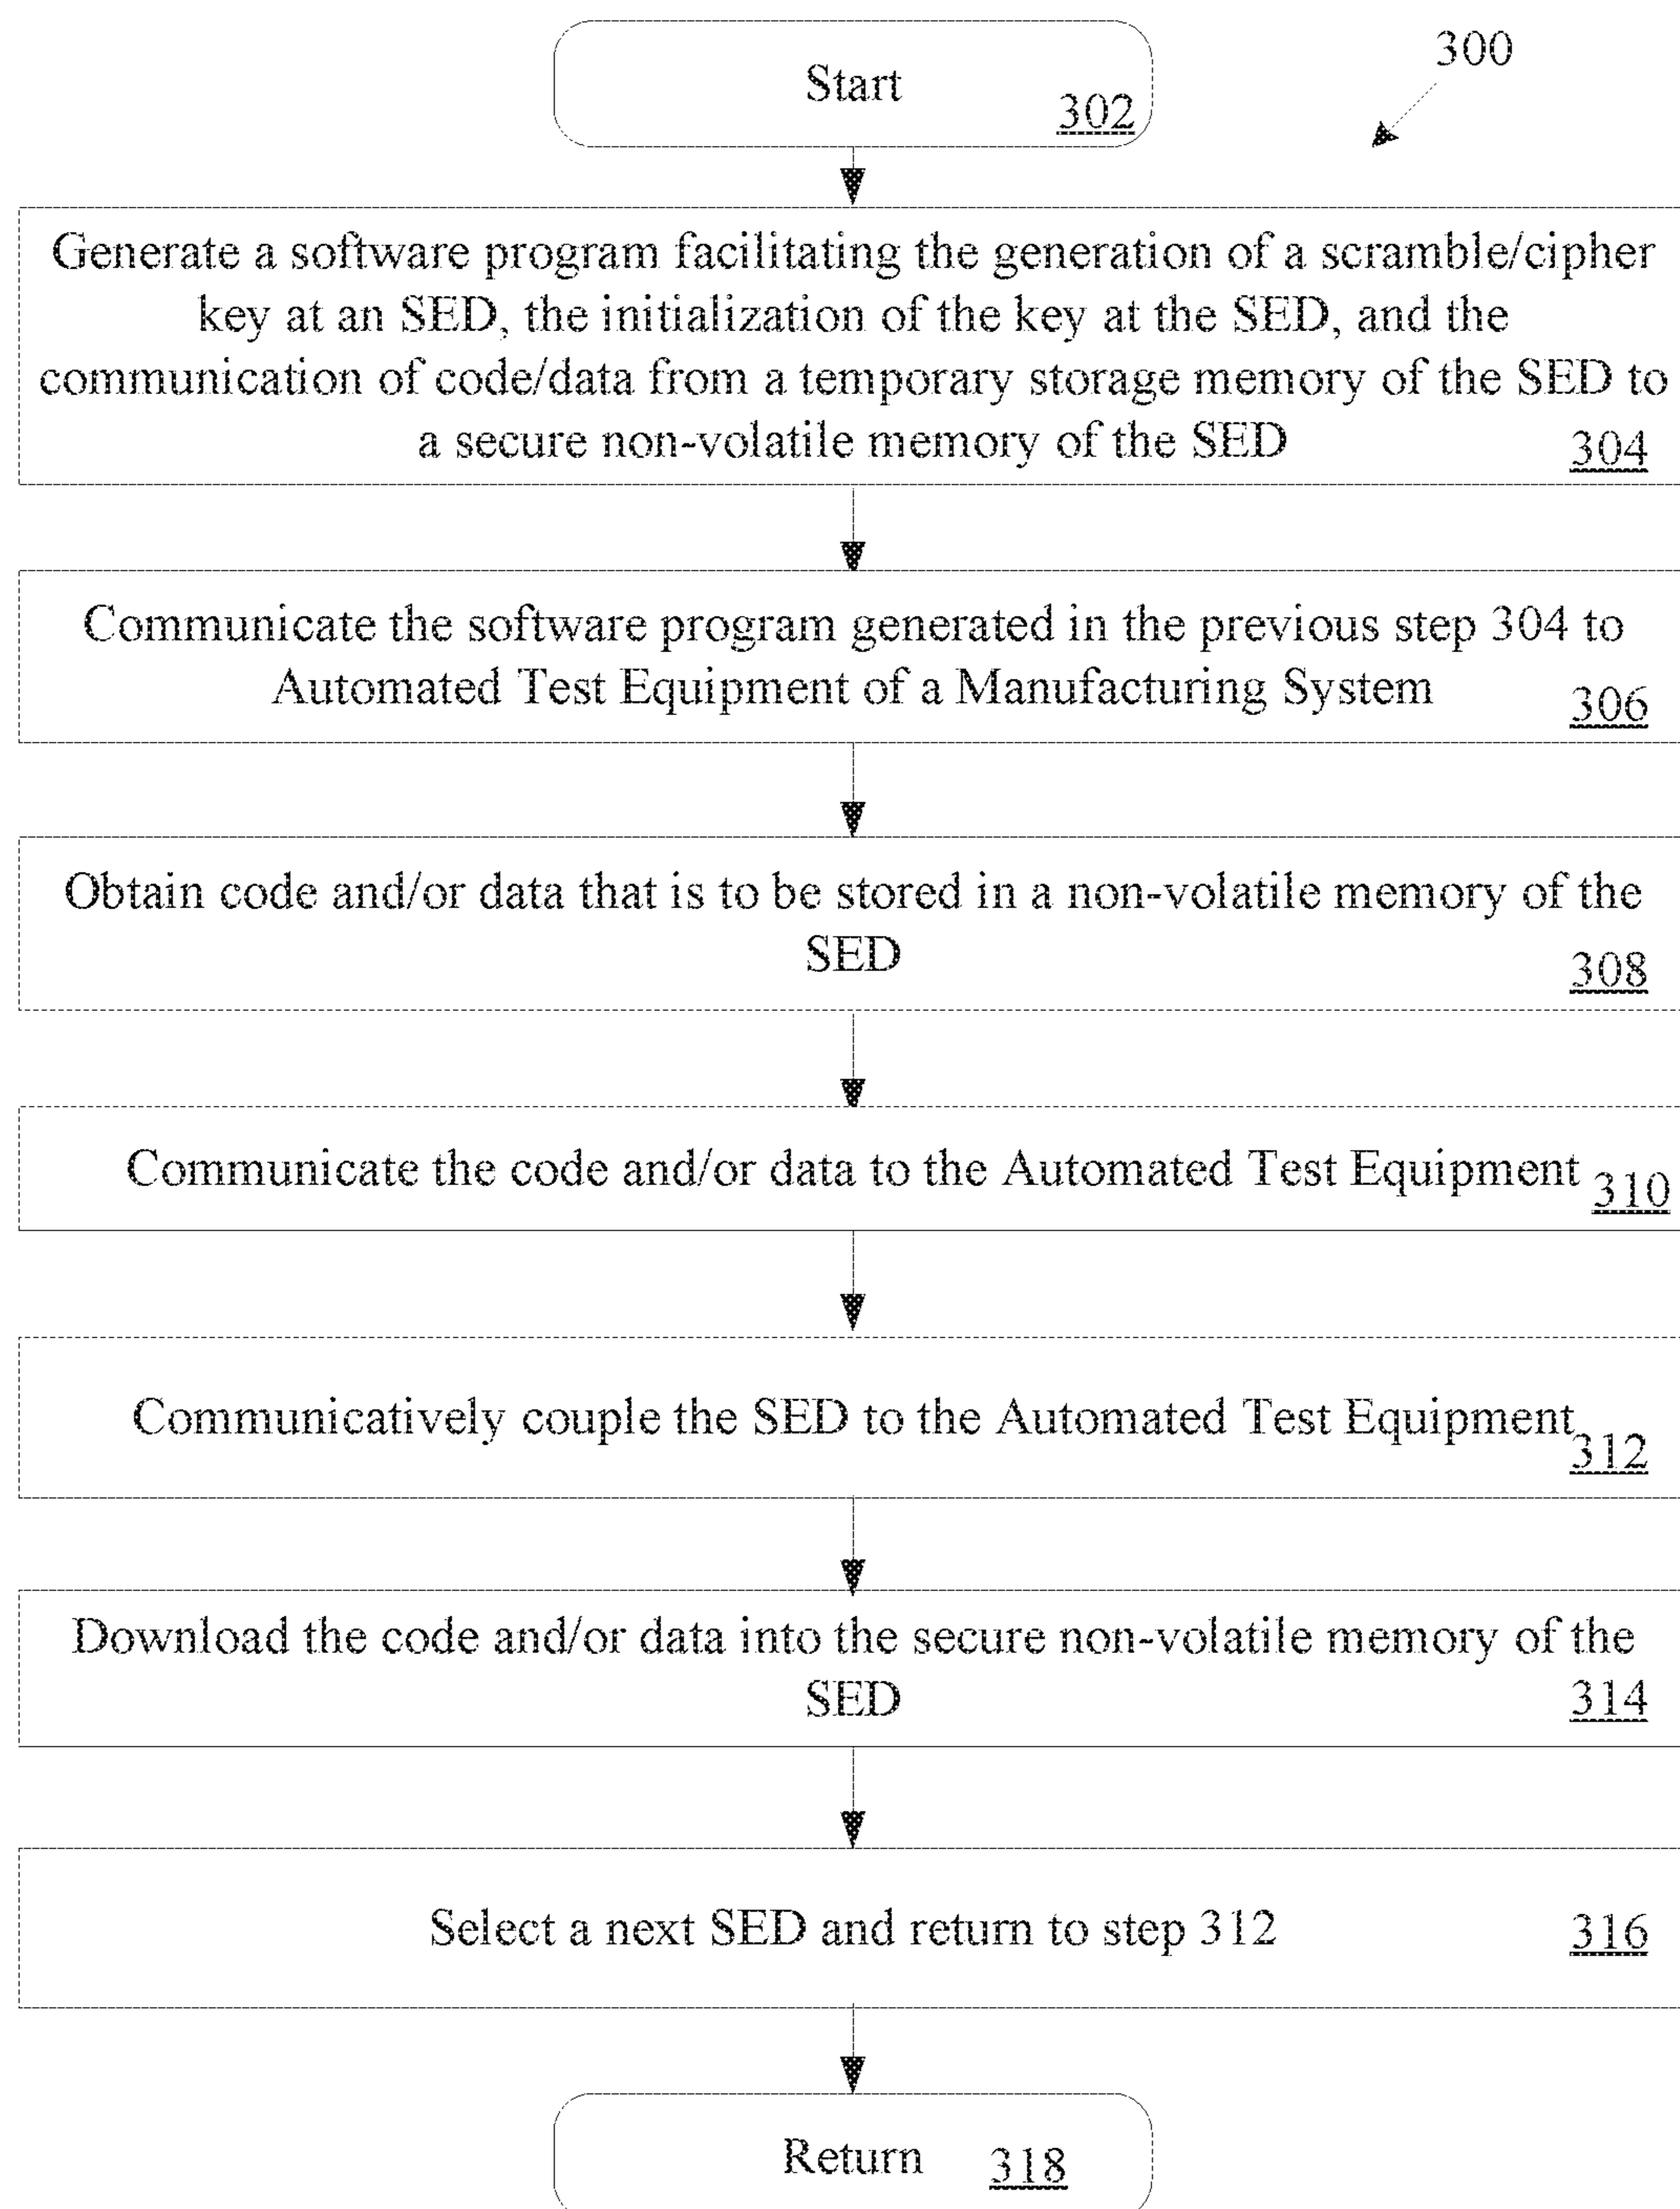 300
Start
302
Generate a software program facilitating the generation of a scramble/cipher
key at an SED, the initialization of the key at the SED, and the
communication of code/data from a temporary storage memory of the SED to
a secure non-volatile memory of the SED
304
Communicate the software program generated in the previous step 304 to
Automated Test Equipment of a Manufacturing System
306
Obtain code and/or data that is to be stored in a non-volatile memory of the
SED
308
Communicate the code and/or data to the Automated Test Equipment
310
Communicatively couple the SED to the Automated Test Equipment
312
Download the code and/or data into the secure non-volatile memory of the
SED
314
Select a next SED and return to step 312
316
Return
318